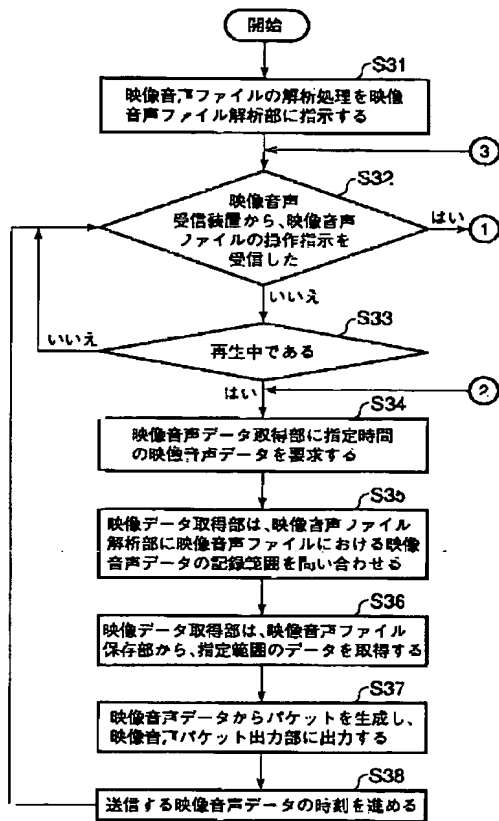 開始
S31
映像音声ファイルの解析処理を映像
音声ファイル解析部に指示する
3
S32
映像音声
受信装置から、映像音声
ファイルの操作指示を
受信した
はい
1
いいえ
S33
いいえ
再生中である
はい
2
S34
映像音声データ取得部に指定時間
の映像音声データを要求する
S35
映像データ取得部は、映像音声ファイル
解析部に映像音声ファイルにおける映像
音声データの記録範囲を問い合わせる
S36
映像データ取得部は、映像音声ファイル
保存部から、指定範囲のデータを取得する
S37
映像音声データからパケットを生成し、
映像音声パケット出力部に出力する
S38
送信する映像音声データの時刻を進める